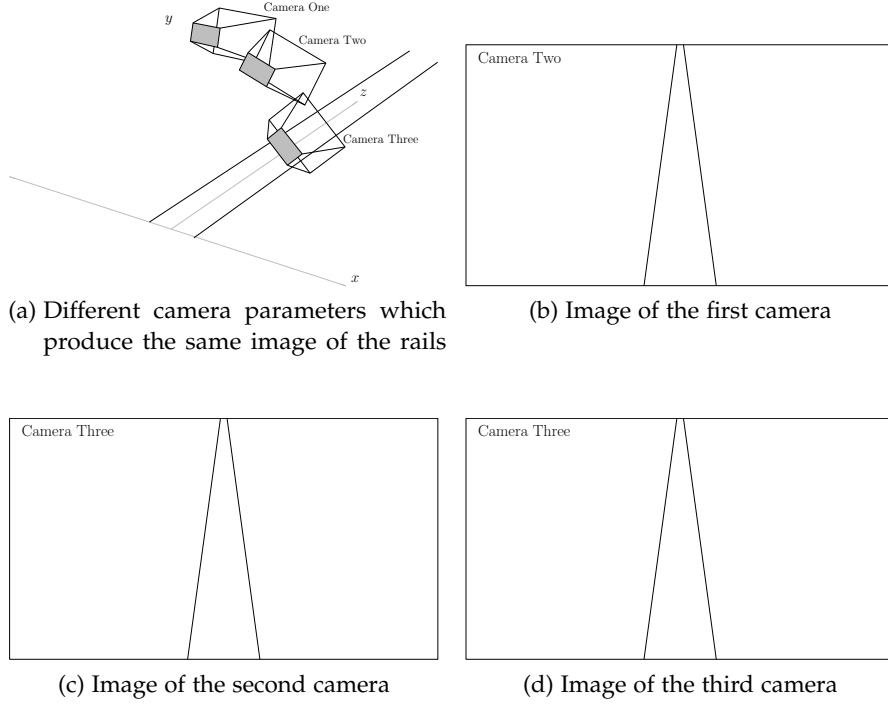 Camera One
y
Camera Two
z
Camera Three
x
(a) Different camera parameters which
produce the same image of the rails
Camera Two
(b) Image of the first camera
Camera Three
(c) Image of the second camera
Camera Three
(d) Image of the third camera